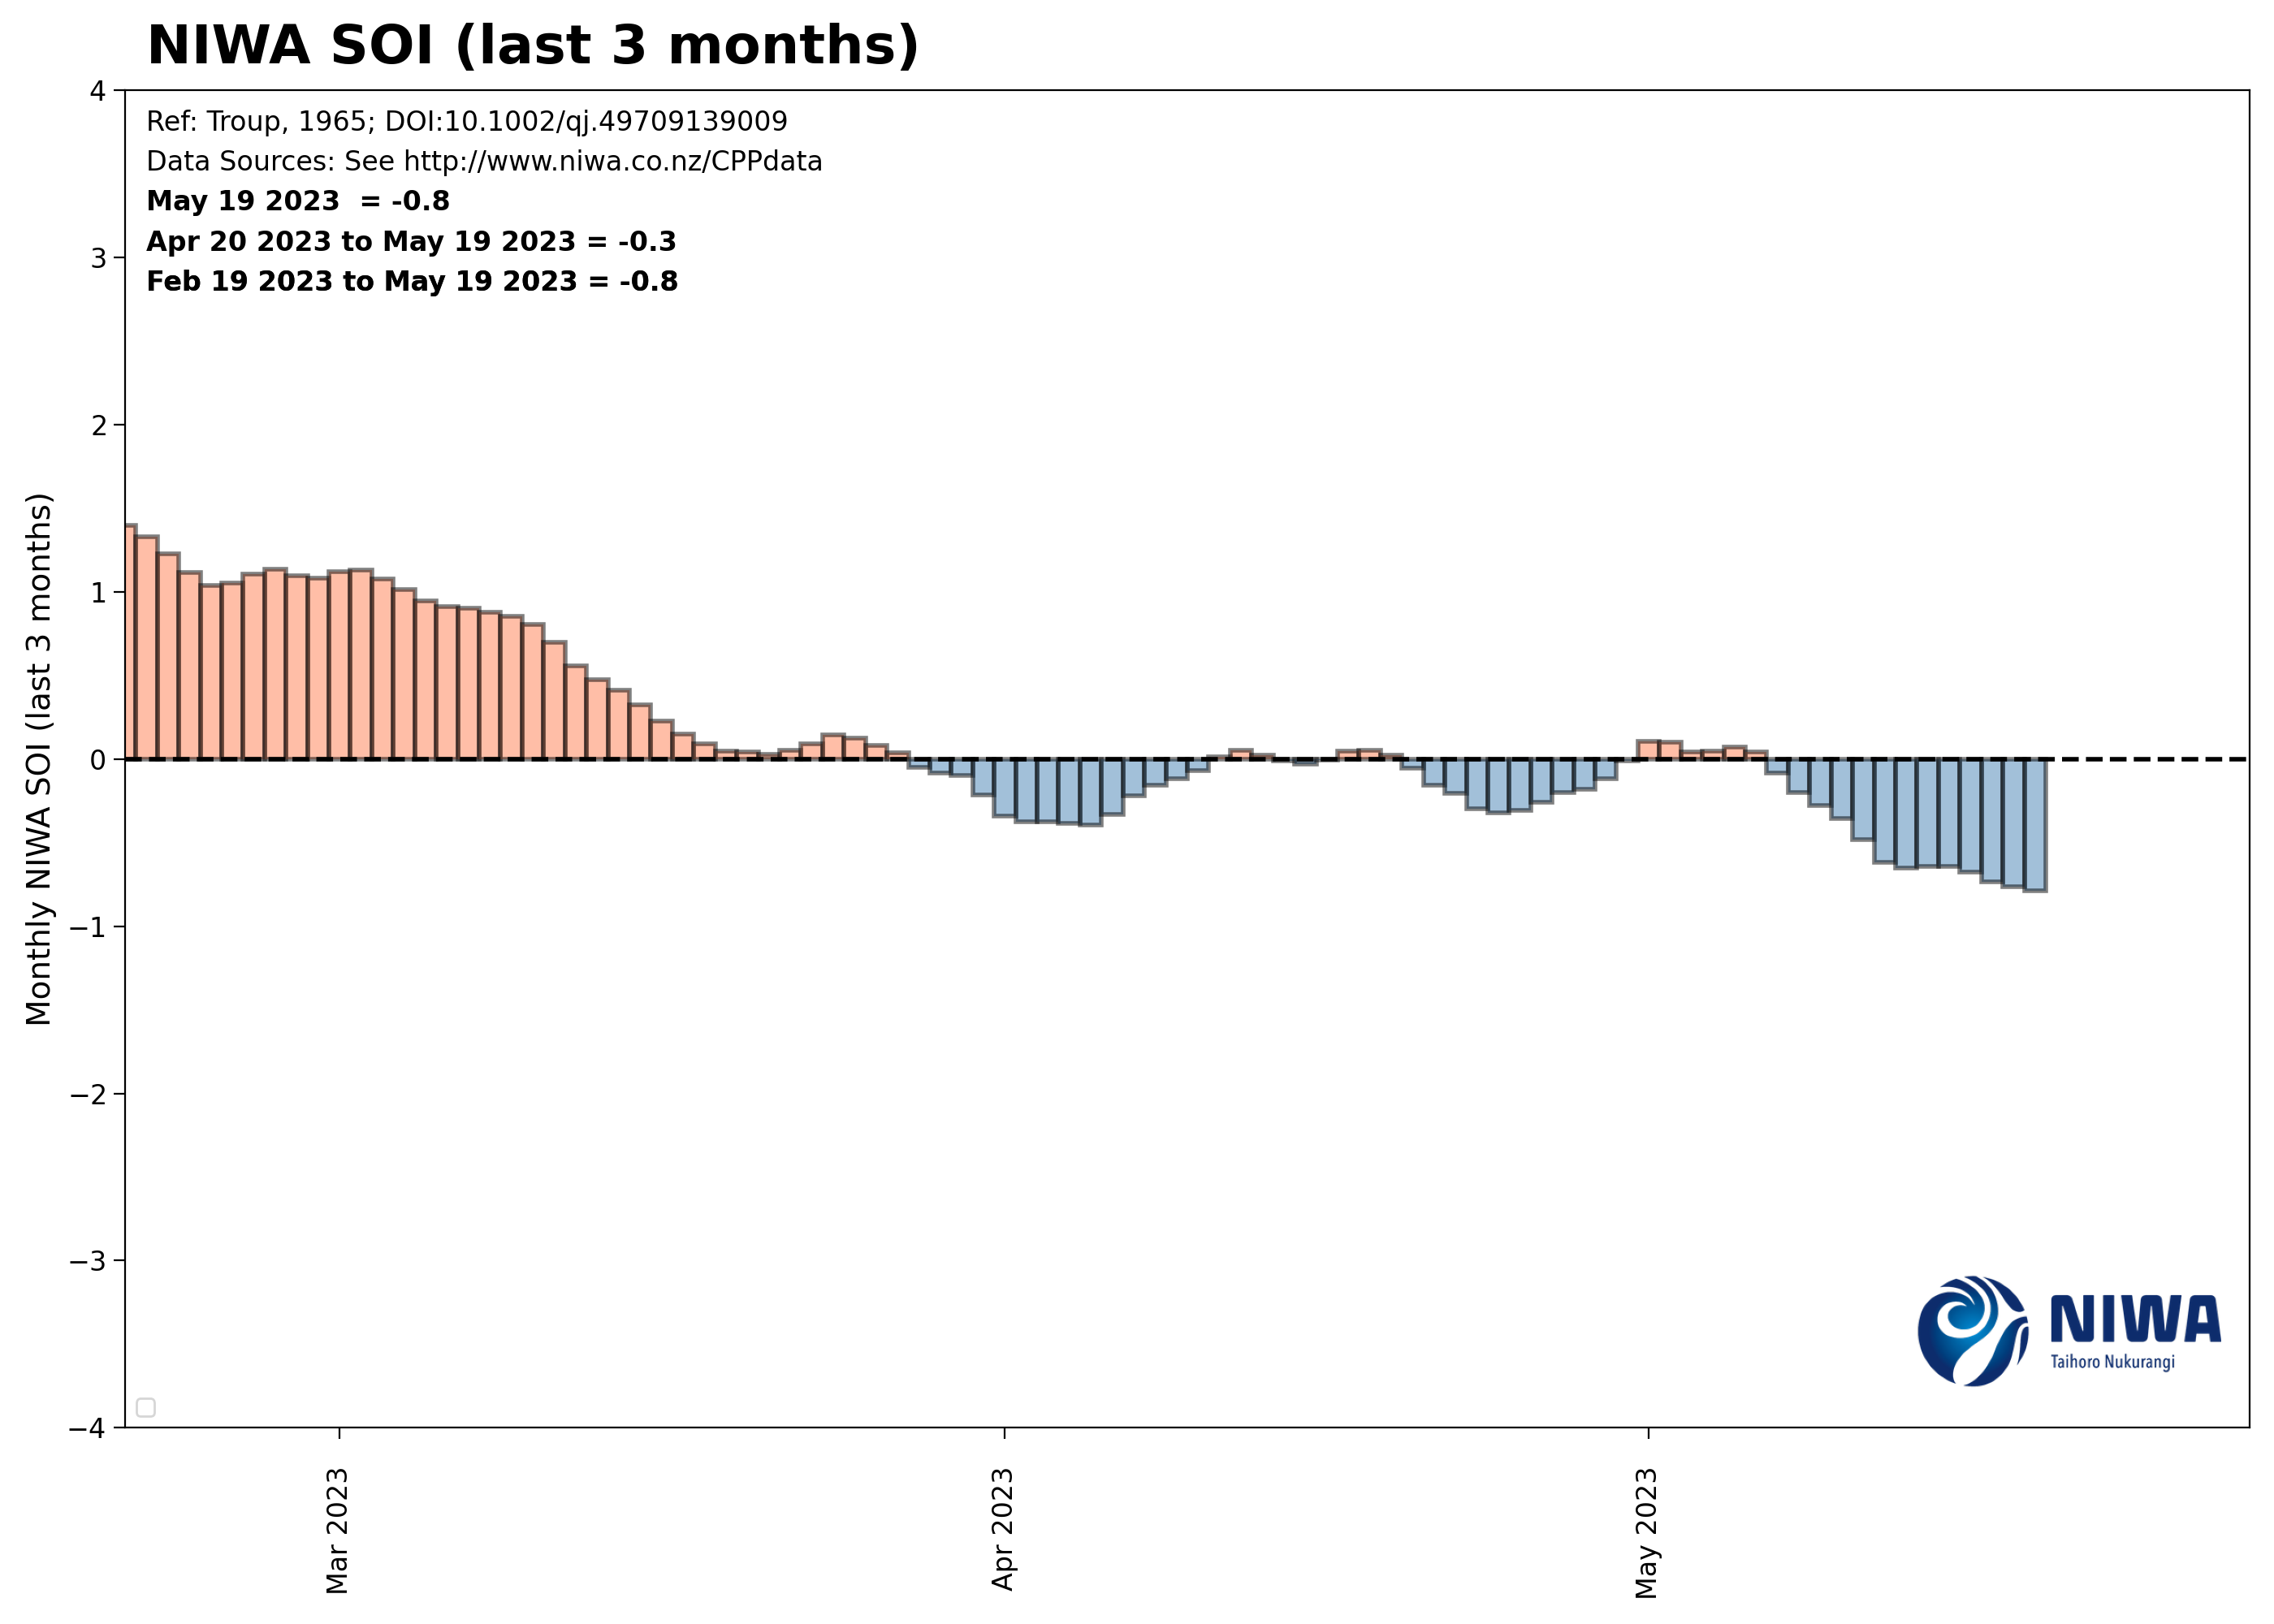 NIWA SOI (last 3 months)
Ref: Troup, 1965; DOI:10.1002/qj.49709139009
Data Sources: See http://www.niwa.co.nz/CPPdata
May 19 2023  = -0.8
Apr 20 2023 to May 19 2023 = -0.3
Feb 19 2023 to May 19 2023 = -0.8
Monthly NIWA SOI (last 3 months)
4
3
2
1
0
−1
−2
−3
−4
NIWA
Taihoro Nukurangi
Mar 2023
Apr 2023
May 2023